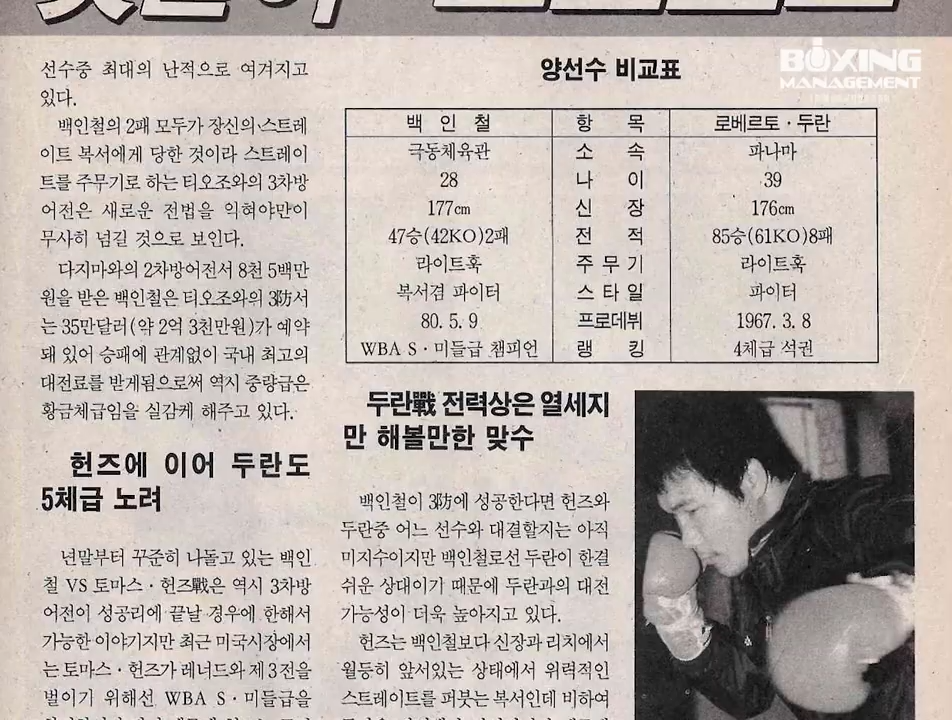 선수중 최대의 난적으로 여겨지고
있다.
백인철의 2패 모두가 장신의 스트레
이트 복서에게 당한 것이라 스트레이
트를 주무기로 하는 티오조와의 3차방
어전은 새로운 전법을 익혀야만이
무사히 넘길 것으로 보인다.
다지마와의 2차방어전서 8천 5백만
원을 받은 백인철은 티오조와의 3防서
는 35만달러(약 2억 3천만원)가 예약
돼 있어 승패에 관계없이 국내 최고의
대전료를 받게됨으로써 역시 중량급은
황금체급임을 실감케 해주고 있다.
헌즈에 이어 두란도
5체급 노려
년말부터 꾸준히 나돌고 있는 백인
철 VS 토마스·헌즈戰은 역시 3차방
어전이 성공리에 끝날 경우에 한해서
가능한 이야기지만 최근 미국시장에서
는 토마스·헌즈가 레너드와 제3전을
벌이기 위해선 WBA S·미들급을
양선수 비교표
백 인 철 항 목 로베르토·두란
극동체육관 소 속 파나마
28 나 이 39
177cm 신 장 176cm
47승(42KO)2패 전 적 85승(61KO)8패
라이트훅 주 무 기 라이트훅
복서겸 파이터 스 타 일 파이터
80. 5. 9 프로데뷔 1967. 3. 8
WBA S·미들급 챔피언 랭 킹 4체급 석권
두란戰 전력상은 열세지
만 해볼만한 맞수
백인철이 3防에 성공한다면 헌즈와
두란중 어느 선수와 대결할지는 아직
미지수이지만 백인철로선 두란이 한결
쉬운 상대이기 때문에 두란과의 대전
가능성이 더욱 높아지고 있다.
헌즈는 백인철보다 신장과 리치에서
월등히 앞서있는 상태에서 위력적인
스트레이트를 퍼붓는 복서인데 비하여
BOXING
MANAGEMENT